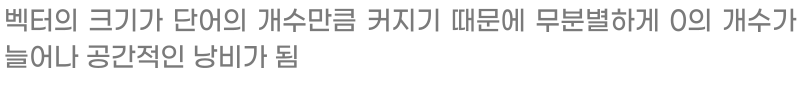 벡터의 크기가 단어의 개수만큼 커지기 때문에 무분별하게 0의 개수가
늘어나 공간적인 낭비가 됨